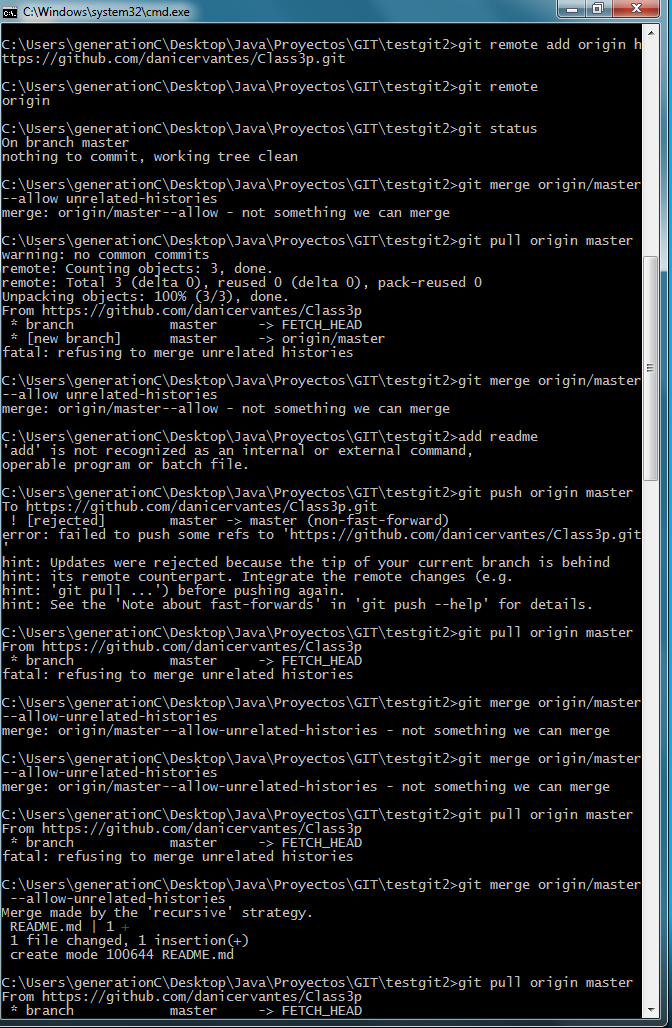 C:\Windows\system32\cmd.exe
C:\Users\generationC\Desktop\Java\Proyectos\GIT\testgit2>git remote add origin h
ttps://github.com/danicervantes/Class3p.git
C:\Users\generationC\Desktop\Java\Proyectos\GIT\testgit2>git remote
origin
C:\Users\generationC\Desktop\Java\Proyectos\GIT\testgit2>git status
On branch master
nothing to commit, working tree clean
C:\Users\generationC\Desktop\Java\Proyectos\GIT\testgit2>git merge origin/master
--allow unrelated-histories
merge: origin/master--allow - not something we can merge
C:\Users\generationC\Desktop\Java\Proyectos\GIT\testgit2>git pull origin master
warning: no common commits
remote: Counting objects: 3, done.
remote: Total 3 (delta 0), reused 0 (delta 0), pack-reused 0
Unpacking objects: 100% (3/3), done.
From https://github.com/danicervantes/Class3p
 * branch            master     -> FETCH_HEAD
 * [new branch]      master     -> origin/master
fatal: refusing to merge unrelated histories
C:\Users\generationC\Desktop\Java\Proyectos\GIT\testgit2>git merge origin/master
--allow unrelated-histories
merge: origin/master--allow - not something we can merge
C:\Users\generationC\Desktop\Java\Proyectos\GIT\testgit2>add readme
'add' is not recognized as an internal or external command,
operable program or batch file.
C:\Users\generationC\Desktop\Java\Proyectos\GIT\testgit2>git push origin master
To https://github.com/danicervantes/Class3p.git
 ! [rejected]        master -> master (non-fast-forward)
error: failed to push some refs to 'https://github.com/danicervantes/Class3p.git
'
hint: Updates were rejected because the tip of your current branch is behind
hint: its remote counterpart. Integrate the remote changes (e.g.
hint: 'git pull ...') before pushing again.
hint: See the 'Note about fast-forwards' in 'git push --help' for details.
C:\Users\generationC\Desktop\Java\Proyectos\GIT\testgit2>git pull origin master
From https://github.com/danicervantes/Class3p
 * branch            master     -> FETCH_HEAD
fatal: refusing to merge unrelated histories
C:\Users\generationC\Desktop\Java\Proyectos\GIT\testgit2>git merge origin/master
--allow-unrelated-histories
merge: origin/master--allow-unrelated-histories - not something we can merge
C:\Users\generationC\Desktop\Java\Proyectos\GIT\testgit2>git merge origin/master
--allow-unrelated-histories
merge: origin/master--allow-unrelated-histories - not something we can merge
C:\Users\generationC\Desktop\Java\Proyectos\GIT\testgit2>git pull origin master
From https://github.com/danicervantes/Class3p
 * branch            master     -> FETCH_HEAD
fatal: refusing to merge unrelated histories
C:\Users\generationC\Desktop\Java\Proyectos\GIT\testgit2>git merge origin/master
 --allow-unrelated-histories
Merge made by the 'recursive' strategy.
 README.md | 1 +
 1 file changed, 1 insertion(+)
 create mode 100644 README.md
C:\Users\generationC\Desktop\Java\Proyectos\GIT\testgit2>git pull origin master
From https://github.com/danicervantes/Class3p
 * branch            master     -> FETCH_HEAD